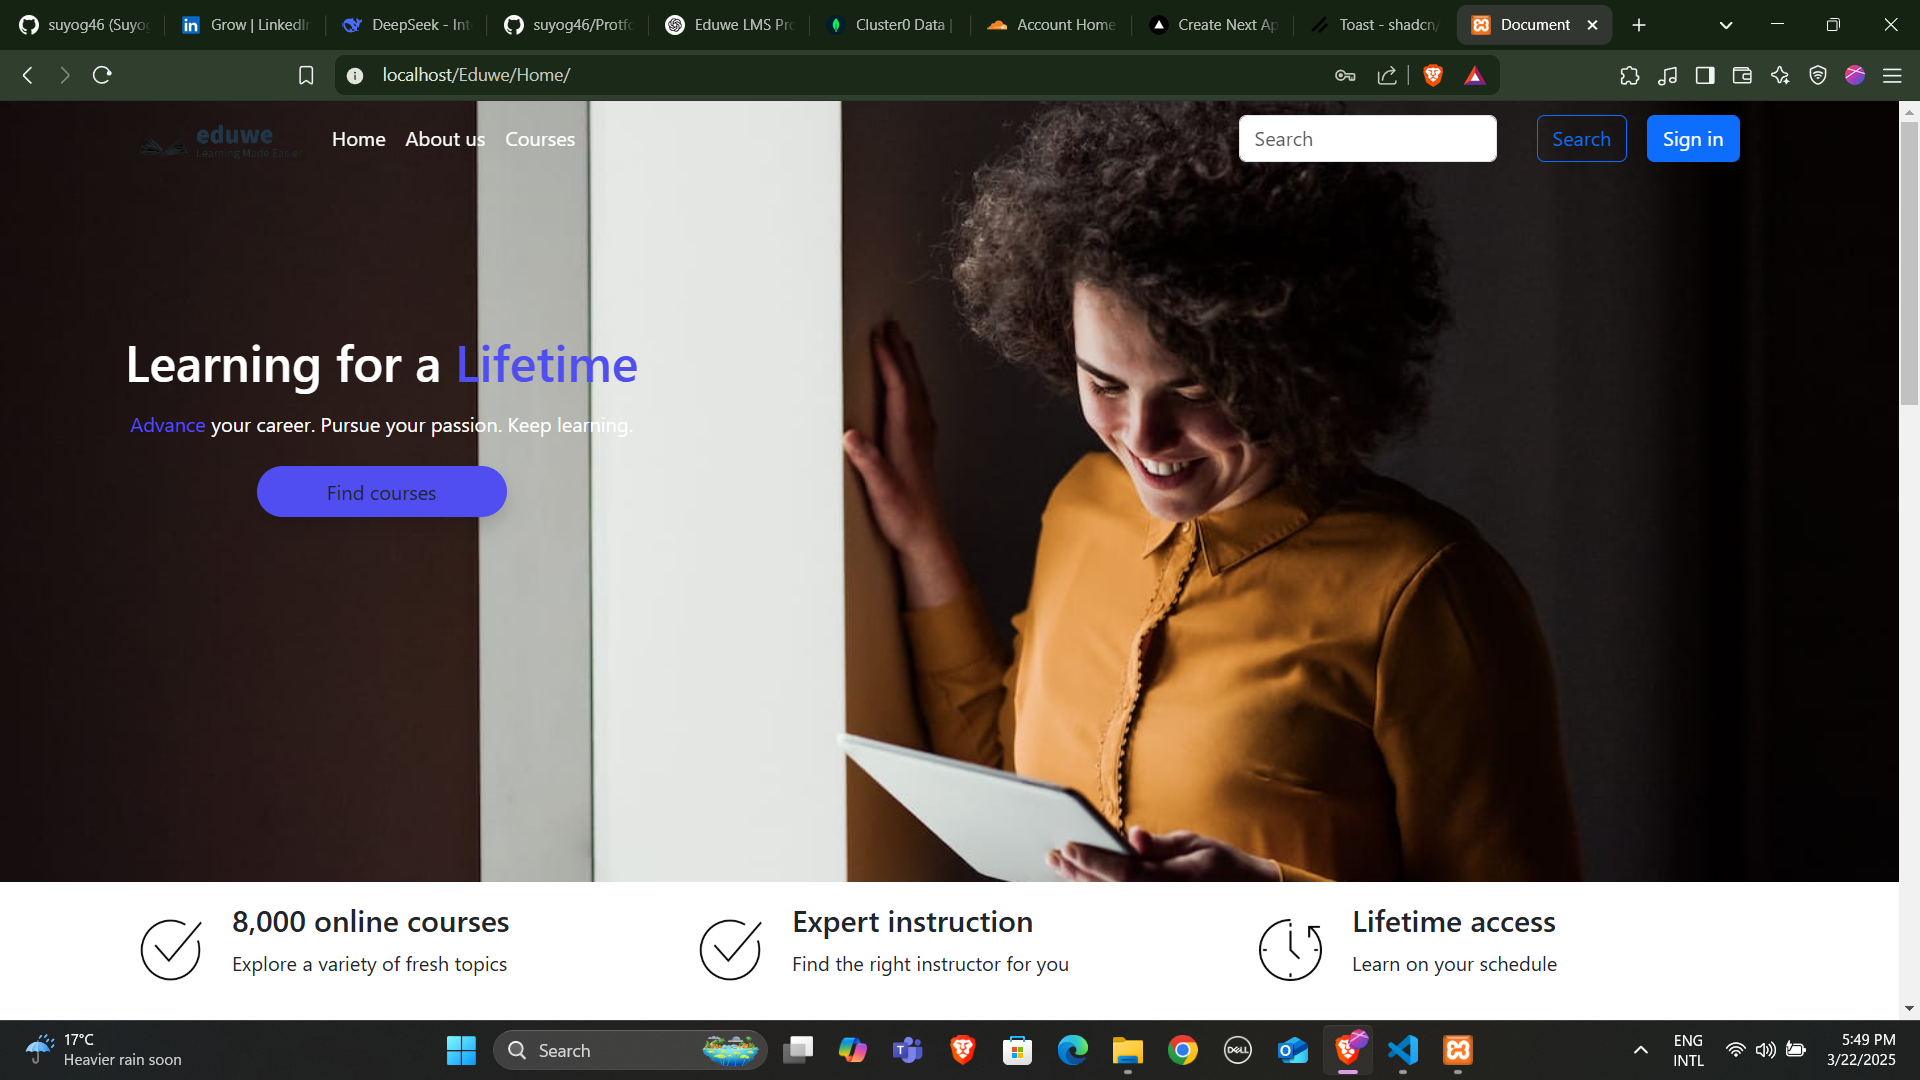 suyog46 (Suyog
Grow | LinkedIn
DeepSeek - Int
suyog46/Protfo
Eduwe LMS Pro
Cluster0 Data |
Account Home
Create Next Ap
Toast - shadcn/
Document
localhost/Eduwe/Home/
eduwe
Learning Made Easier
Home About us Courses
Search
Search
Sign in
Learning for a Lifetime
Advance your career. Pursue your passion. Keep learning.
Find courses
8,000 online courses
Explore a variety of fresh topics
Expert instruction
Find the right instructor for you
Lifetime access
Learn on your schedule
17°C
Heavier rain soon
Search
DELL
ENG
INTL
5:49 PM
3/22/2025